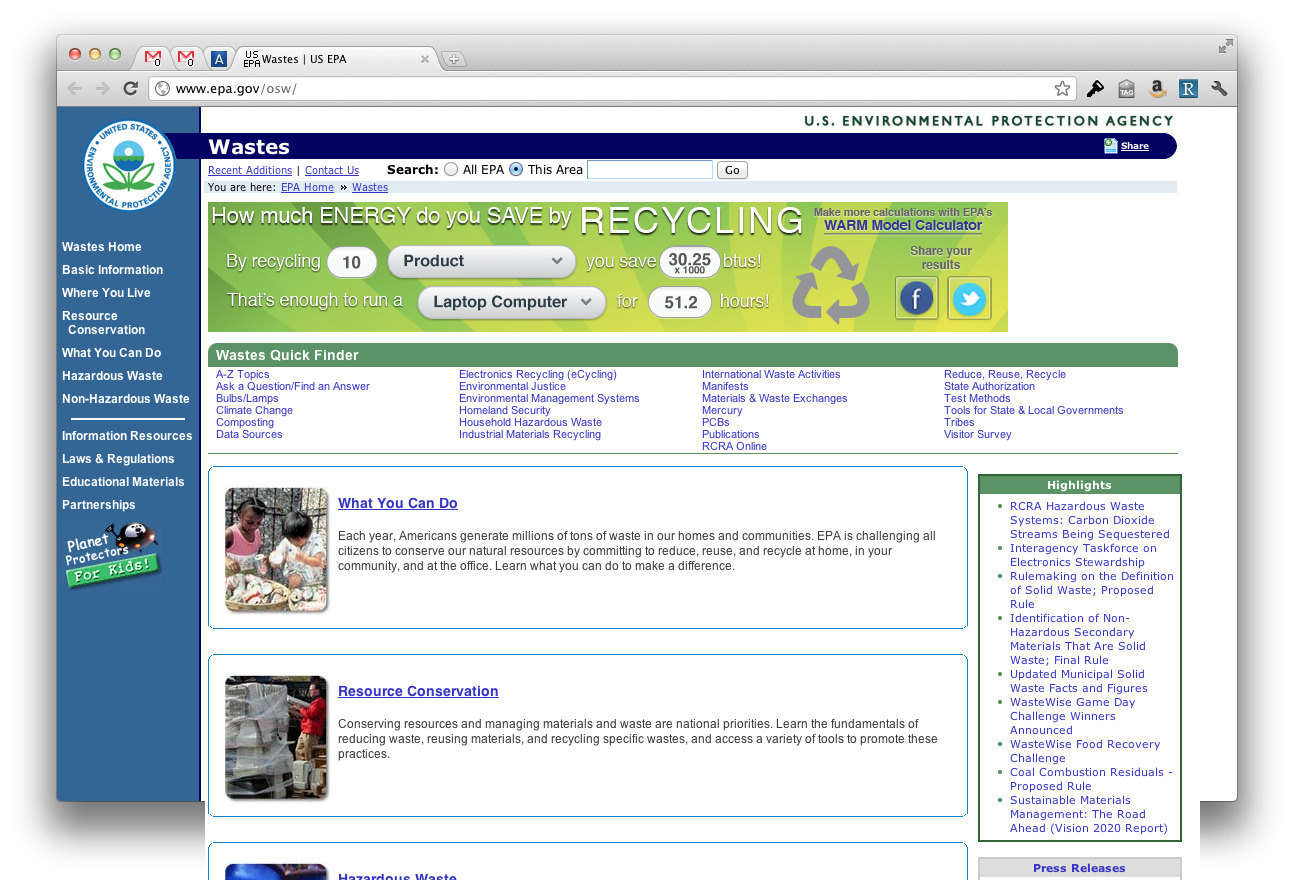 US EPA Wastes | US EPA
www.epa.gov/osw/
TAG
U.S. ENVIRONMENTAL PROTECTION AGENCY
UNITED STATES
ENVIRONMENTAL PROTECTION AGENCY
Wastes
Share
Recent Additions | Contact Us Search: All EPA This Area Go
You are here: EPA Home » Wastes
How much ENERGY do you SAVE by RECYCLING
Make more calculations with EPA's
WARM Model Calculator
By recycling 10 Product you save 30.25 x 1000 btus!
That's enough to run a Laptop Computer for 51.2 hours!
Share your
results
Wastes Home
Basic Information
Where You Live
Resource
Conservation
What You Can Do
Hazardous Waste
Non-Hazardous Waste
Information Resources
Laws & Regulations
Educational Materials
Partnerships
Planet
Protectors
For Kids!
Wastes Quick Finder
A-Z Topics
Ask a Question/Find an Answer
Bulbs/Lamps
Climate Change
Composting
Data Sources
Electronics Recycling (eCycling)
Environmental Justice
Environmental Management Systems
Homeland Security
Household Hazardous Waste
Industrial Materials Recycling
International Waste Activities
Manifests
Materials & Waste Exchanges
Mercury
PCBs
Publications
RCRA Online
Reduce, Reuse, Recycle
State Authorization
Test Methods
Tools for State & Local Governments
Tribes
Visitor Survey
What You Can Do
Each year, Americans generate millions of tons of waste in our homes and communities. EPA is challenging all
citizens to conserve our natural resources by committing to reduce, reuse, and recycle at home, in your
community, and at the office. Learn what you can do to make a difference.
Resource Conservation
Conserving resources and managing materials and waste are national priorities. Learn the fundamentals of
reducing waste, reusing materials, and recycling specific wastes, and access a variety of tools to promote these
practices.
Hazardous Waste
Highlights
RCRA Hazardous Waste
Systems: Carbon Dioxide
Streams Being Sequestered
Interagency Taskforce on
Electronics Stewardship
Rulemaking on the Definition
of Solid Waste; Proposed
Rule
Identification of Non-
Hazardous Secondary
Materials That Are Solid
Waste; Final Rule
Updated Municipal Solid
Waste Facts and Figures
WasteWise Game Day
Challenge Winners
Announced
WasteWise Food Recovery
Challenge
Coal Combustion Residuals -
Proposed Rule
Sustainable Materials
Management: The Road
Ahead (Vision 2020 Report)
Press Releases